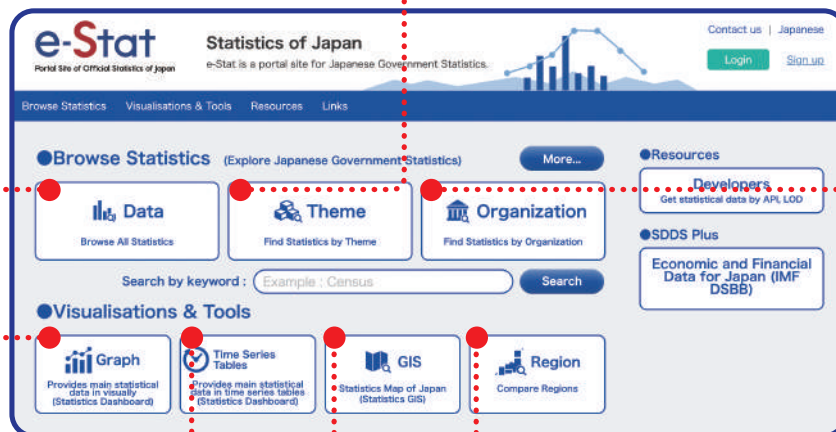 e-Stat
Portal Site of Official Statistics of Japan
Statistics of Japan
e-Stat is a portal site for Japanese Government Statistics.
Contact us | Japanese
Login Sign up
Browse Statistics Visualisations & Tools Resources Links
●Browse Statistics (Explore Japanese Government Statistics) More...
Data
Browse All Statistics
Theme
Find Statistics by Theme
Organization
Find Statistics by Organization
Search by keyword : Example : Census Search
●Visualisations & Tools
Graph
Provides main statistical
data in visually
(Statistics Dashboard)
Time Series
Tables
Provides main statistical
data in time series tables
(Statistics Dashboard)
GIS
Statistics Map of Japan
(Statistics GIS)
Region
Compare Regions
●Resources
Developers
Get statistical data by API, LOD
●SDDS Plus
Economic and Financial
Data for Japan (IMF
DSBB)